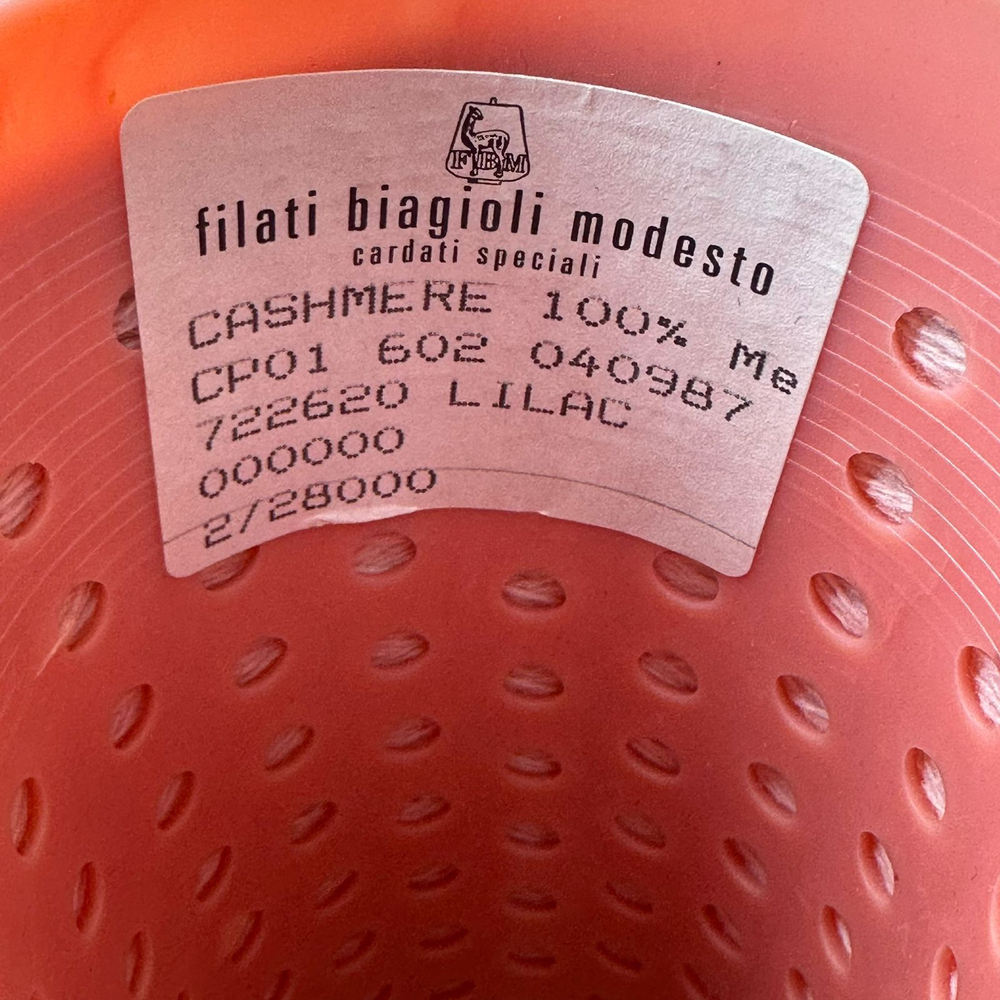 FBM
filati biagioli modesto
cardati speciali
CASHMERE 100% Me
CP01 602 040987
722620 LILAC
000000
2/28000